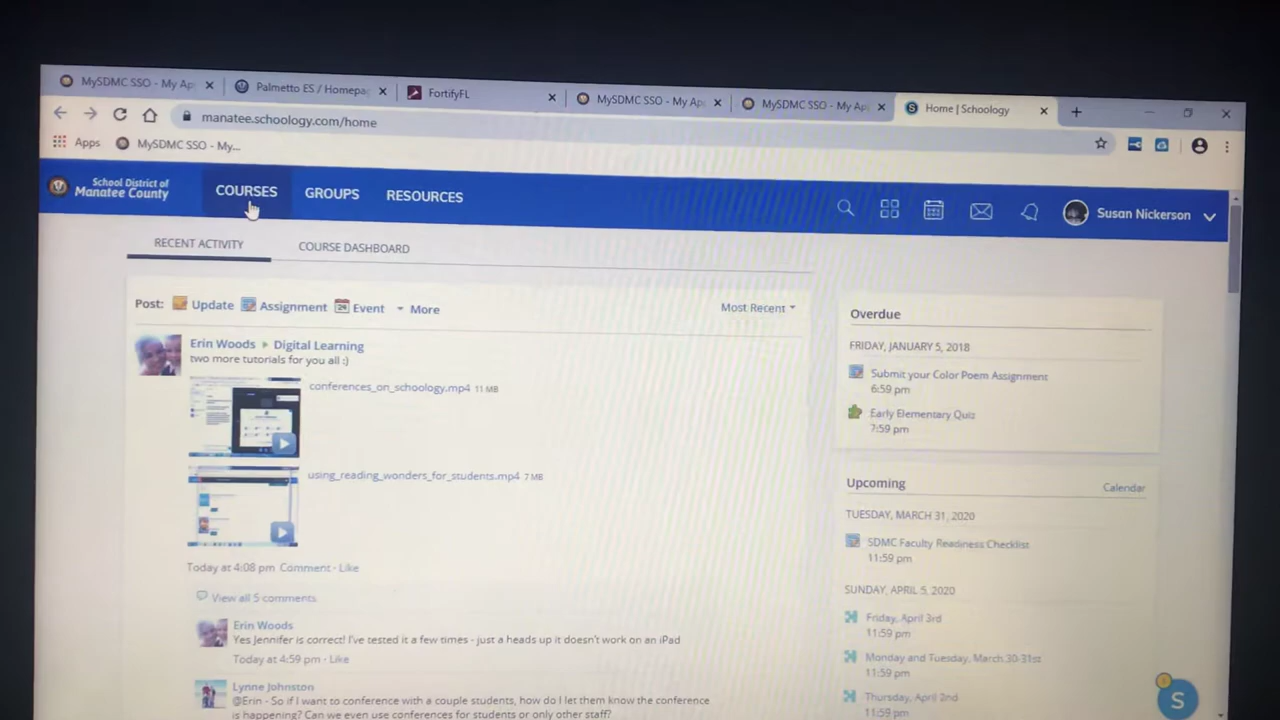 MySDMC SSO - My Ap
Palmetto ES / Homepag
FortifyFL
MySDMC SSO - My Ap
MySDMC SSO - My Ap
Home | Schoology
manatee.schoology.com/home
Apps
MySDMC SSO - My...
School District of
Manatee County
COURSES
GROUPS
RESOURCES
Susan Nickerson
RECENT ACTIVITY
COURSE DASHBOARD
Post: Update Assignment Event More
Most Recent
Erin Woods Digital Learning
two more tutorials for you all :)
conferences_on_schoology.mp4 11 MB
using_reading_wonders_for_students.mp4 7 MB
Today at 4:08 pm Comment · Like
View all 5 comments
Erin Woods
Yes Jennifer is correct! I've tested it a few times - just a heads up it doesn't work on an iPad
Today at 4:59 pm · Like
Lynne Johnston
@Erin - So if I want to conference with a couple students, how do I let them know the conference
is happening? Can we even use conferences for students or only other staff?
Overdue
FRIDAY, JANUARY 5, 2018
Submit your Color Poem Assignment
6:59 pm
Early Elementary Quiz
7:59 pm
Upcoming
Calendar
TUESDAY, MARCH 31, 2020
SDMC Faculty Readiness Checklist
11:59 pm
SUNDAY, APRIL 5, 2020
Friday, April 3rd
11:59 pm
Monday and Tuesday, March 30-31st
11:59 pm
Thursday, April 2nd
11:59 pm
S